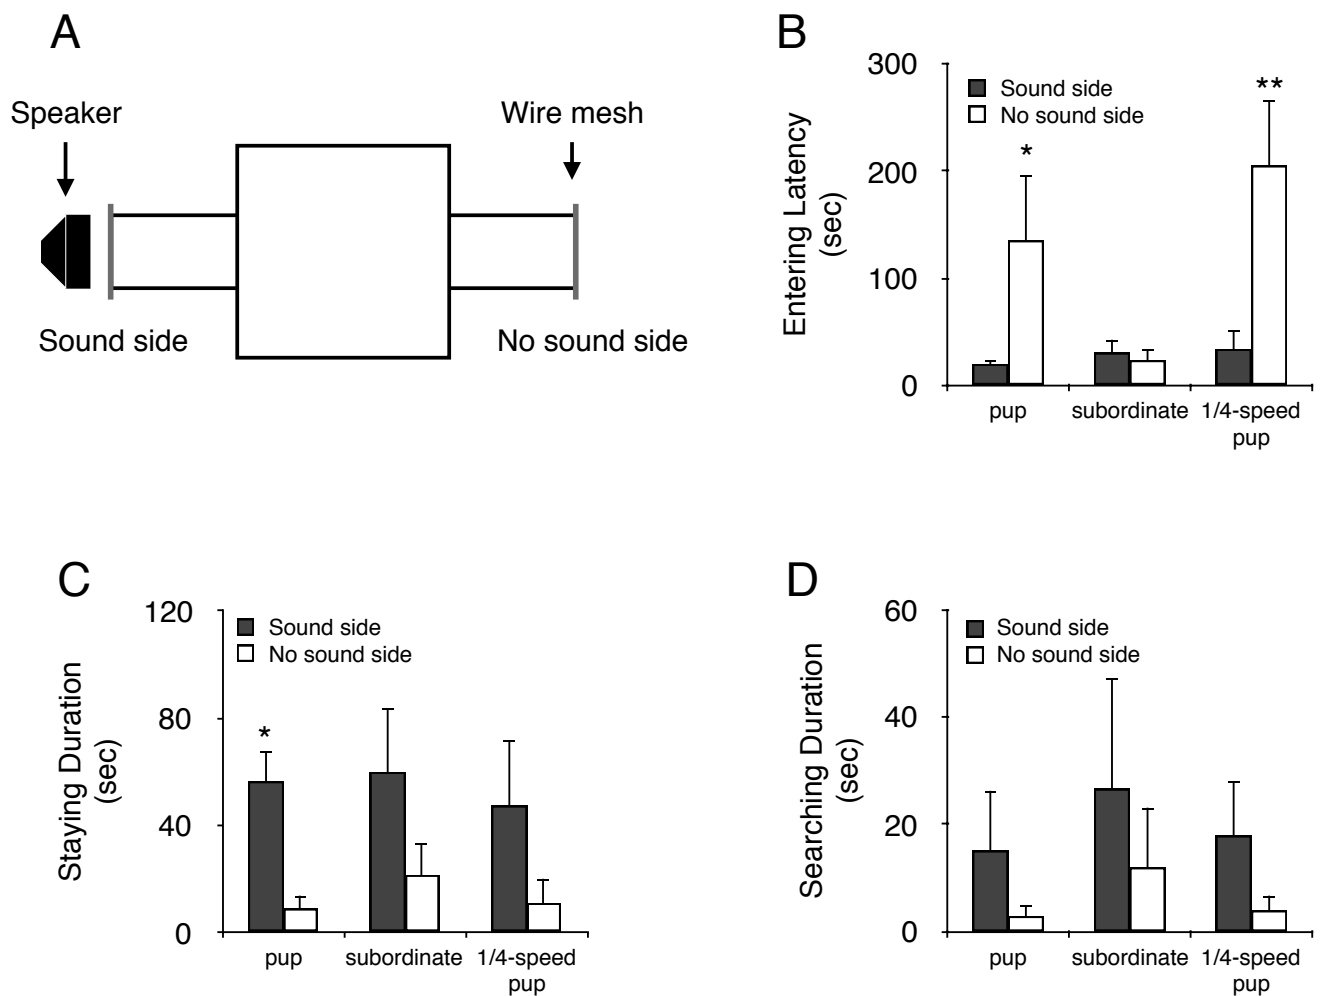 A
Speaker
Wire mesh
Sound side
No sound side
B
300
200
100
0
Entering Latency
(sec)
Sound side
No sound side
*
**
pup
subordinate
1/4-speed
pup
C
120
80
40
0
Staying Duration
(sec)
Sound side
No sound side
*
pup
subordinate
1/4-speed
pup
D
60
40
20
0
Searching Duration
(sec)
Sound side
No sound side
pup
subordinate
1/4-speed
pup